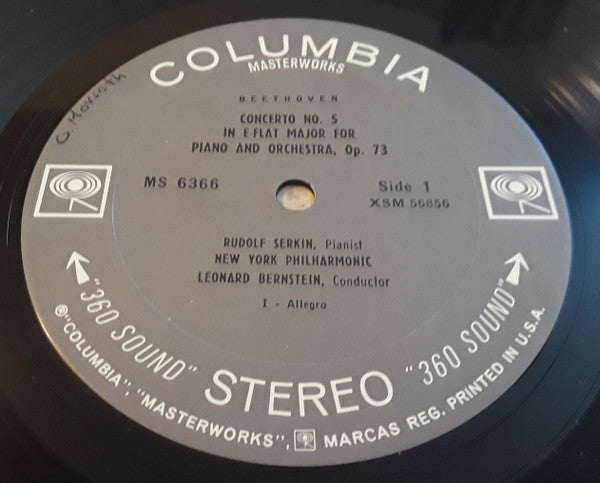 COLUMBIA
MASTERWORKS
BEETHOVEN
CONCERTO NO. 5
IN E-FLAT MAJOR FOR
PIANO AND ORCHESTRA, Op. 73
MS 6366
Side 1
XSM 56856
RUDOLF SERKIN, Pianist
NEW YORK PHILHARMONIC
LEONARD BERNSTEIN, Conductor
I - Allegro
"360 SOUND" STEREO "360 SOUND"
®"COLUMBIA", "MASTERWORKS", MARCAS REG. PRINTED IN U.S.A.